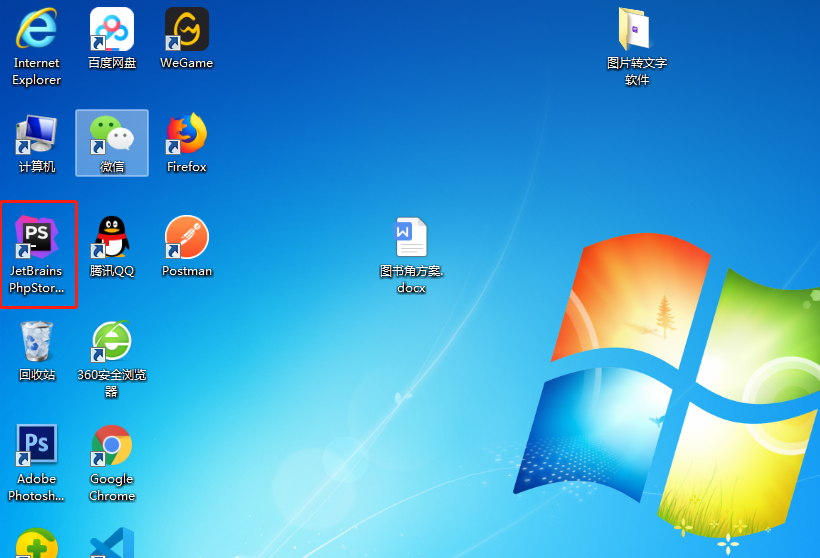 Internet
Explorer
百度网盘
WeGame
图片转文字
软件
计算机
微信
Firefox
PS
JetBrains
PhpStor...
腾讯QQ
Postman
W
图书角方案.
docx
回收站
360安全浏览
器
Ps
Adobe
Photosh...
Google
Chrome